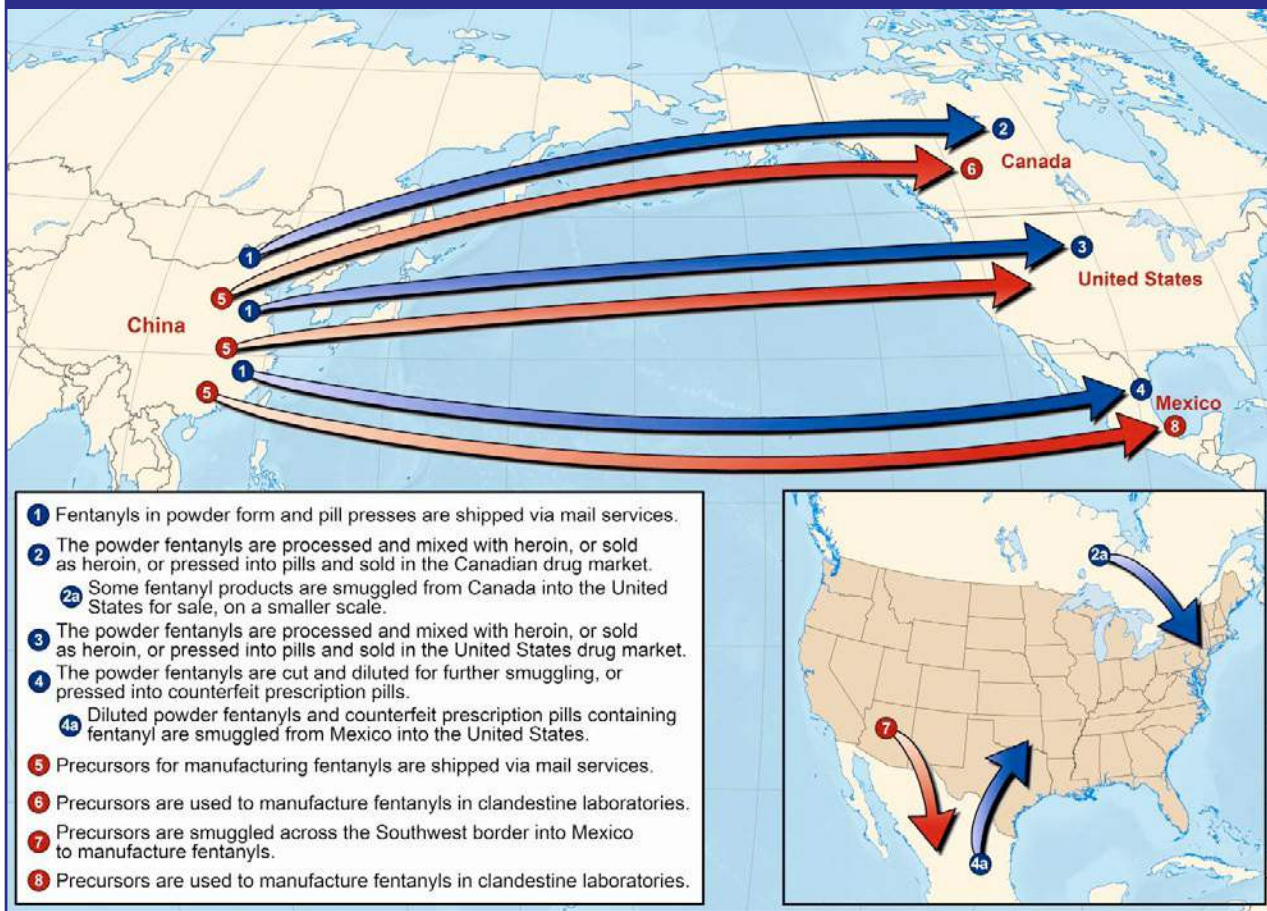 2
Canada
6
1
3
5
United States
1
China
5
1
4
5
Mexico
8
1 Fentanyls in powder form and pill presses are shipped via mail services.
2 The powder fentanyls are processed and mixed with heroin, or sold
as heroin, or pressed into pills and sold in the Canadian drug market.
2a Some fentanyl products are smuggled from Canada into the United
States for sale, on a smaller scale.
3 The powder fentanyls are processed and mixed with heroin, or sold
as heroin, or pressed into pills and sold in the United States drug market.
4 The powder fentanyls are cut and diluted for further smuggling, or
pressed into counterfeit prescription pills.
4a Diluted powder fentanyls and counterfeit prescription pills containing
fentanyl are smuggled from Mexico into the United States.
5 Precursors for manufacturing fentanyls are shipped via mail services.
6 Precursors are used to manufacture fentanyls in clandestine laboratories.
7 Precursors are smuggled across the Southwest border into Mexico
to manufacture fentanyls.
8 Precursors are used to manufacture fentanyls in clandestine laboratories.
2a
7
4a